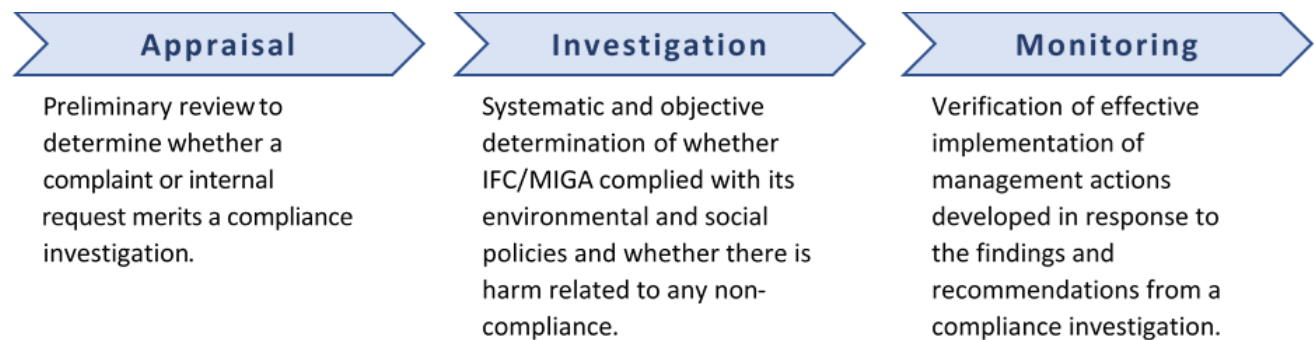 Appraisal
Preliminary review to
determine whether a
complaint or internal
request merits a compliance
investigation.
Investigation
Systematic and objective
determination of whether
IFC/MIGA complied with its
environmental and social
policies and whether there is
harm related to any non-
compliance.
Monitoring
Verification of effective
implementation of
management actions
developed in response to
the findings and
recommendations from a
compliance investigation.